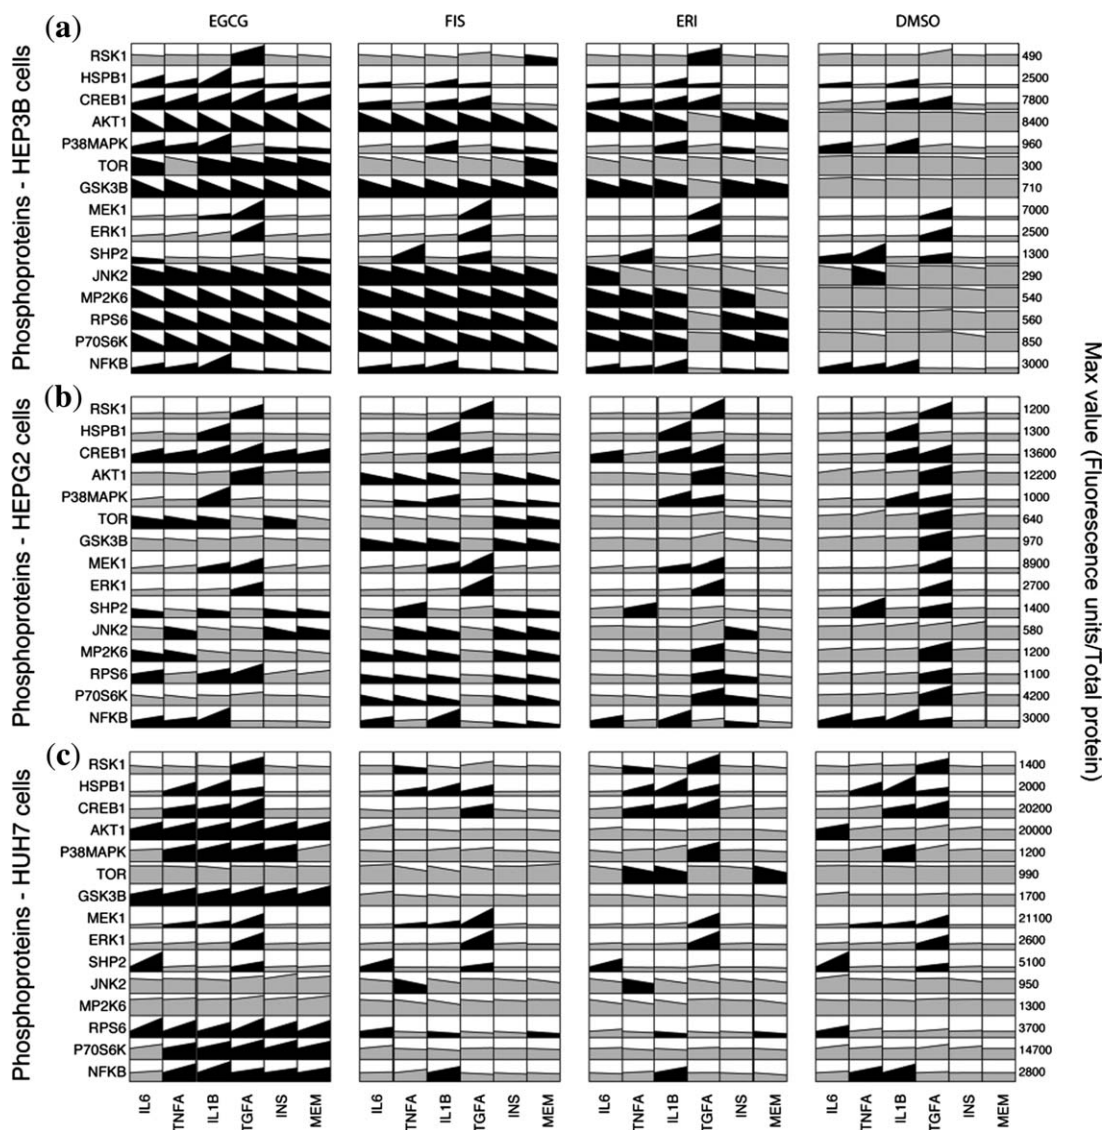 EGCG FIS ERI DMSO
(a)
Phosphoproteins - HEP3B cells
RSK1 490
HSPB1 2500
CREB1 7800
AKT1 8400
P38MAPK 960
TOR 300
GSK3B 710
MEK1 7000
ERK1 2500
SHP2 1300
JNK2 290
MP2K6 540
RPS6 560
P70S6K 850
NFKB 3000
(b)
Phosphoproteins - HEPG2 cells
RSK1 1200
HSPB1 1300
CREB1 13600
AKT1 12200
P38MAPK 1000
TOR 640
GSK3B 970
MEK1 8900
ERK1 2700
SHP2 1400
JNK2 580
MP2K6 1200
RPS6 1100
P70S6K 4200
NFKB 3000
(c)
Phosphoproteins - HUH7 cells
RSK1 1400
HSPB1 2000
CREB1 20200
AKT1 20000
P38MAPK 1200
TOR 990
GSK3B 1700
MEK1 21100
ERK1 2600
SHP2 5100
JNK2 950
MP2K6 1300
RPS6 3700
P70S6K 14700
NFKB 2800
IL6 TNFA IL1B TGFA INS MEM IL6 TNFA IL1B TGFA INS MEM IL6 TNFA IL1B TGFA INS MEM IL6 TNFA IL1B TGFA INS MEM
Max value (Fluorescence units/Total protein)